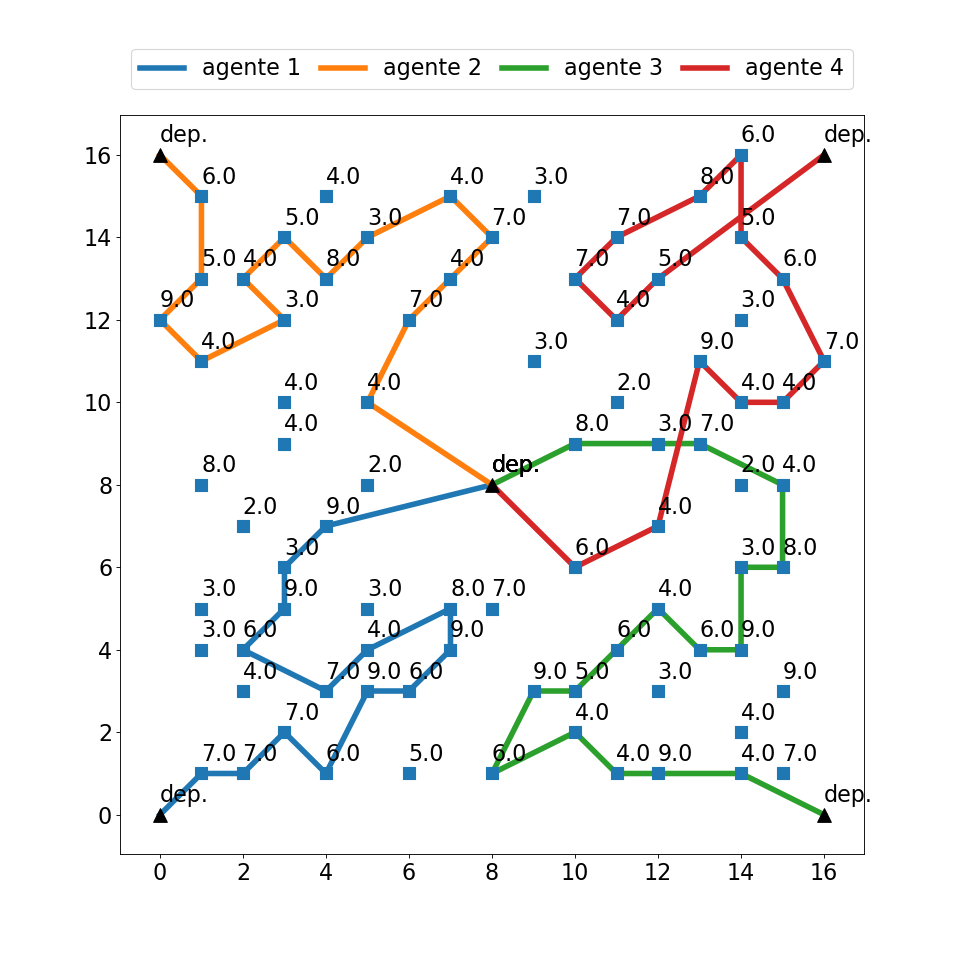 agente 1 agente 2 agente 3 agente 4
dep. 6.0 dep.
16
6.0 4.0 4.0 3.0 8.0
5.0 3.0 7.0 7.0 5.0
14
5.0 4.0 8.0 4.0 7.0 5.0 6.0
9.0 3.0 7.0 4.0 3.0
12
4.0 3.0 9.0 7.0
4.0 4.0 2.0 4.0 4.0
10
4.0 8.0 3.0 7.0
8.0 2.0 dep. 2.0 4.0
8
2.0 9.0 4.0
3.0 6.0 3.0 8.0
6
3.0 9.0 3.0 8.0 7.0 4.0
3.0 6.0 4.0 9.0 6.0 6.0 9.0
4
4.0 7.0 9.0 6.0 9.0 5.0 3.0 9.0
7.0 4.0 4.0
2
7.0 7.0 6.0 5.0 6.0 4.0 9.0 4.0 7.0
dep. dep.
0
0 2 4 6 8 10 12 14 16